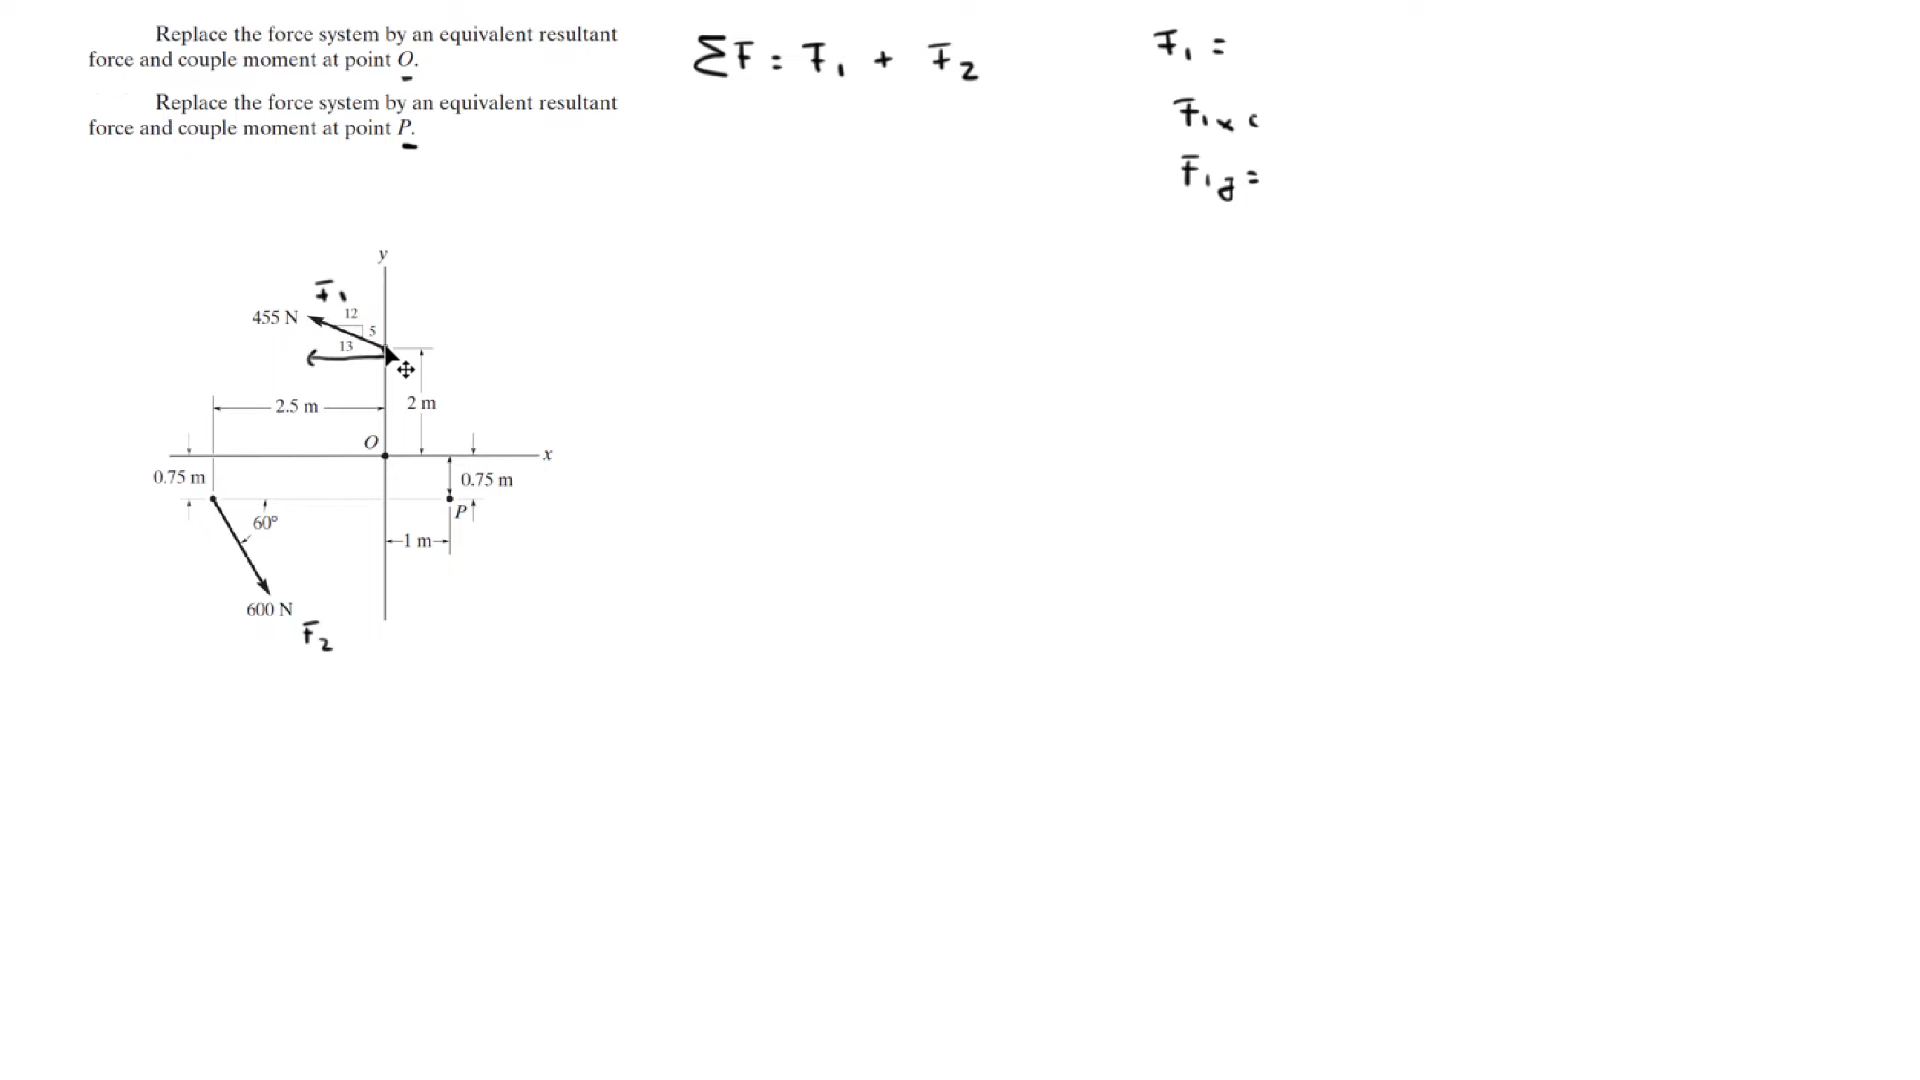 Replace the force system by an equivalent resultant
force and couple moment at point O.
Replace the force system by an equivalent resultant
force and couple moment at point P.
ΣF = F₁ + F₂
F₁ =
F₁ₓ =
F₁y =
y
F₁
455 N
12
5
13
2.5 m
2 m
O
x
0.75 m
0.75 m
P
60°
1 m
600 N
F₂